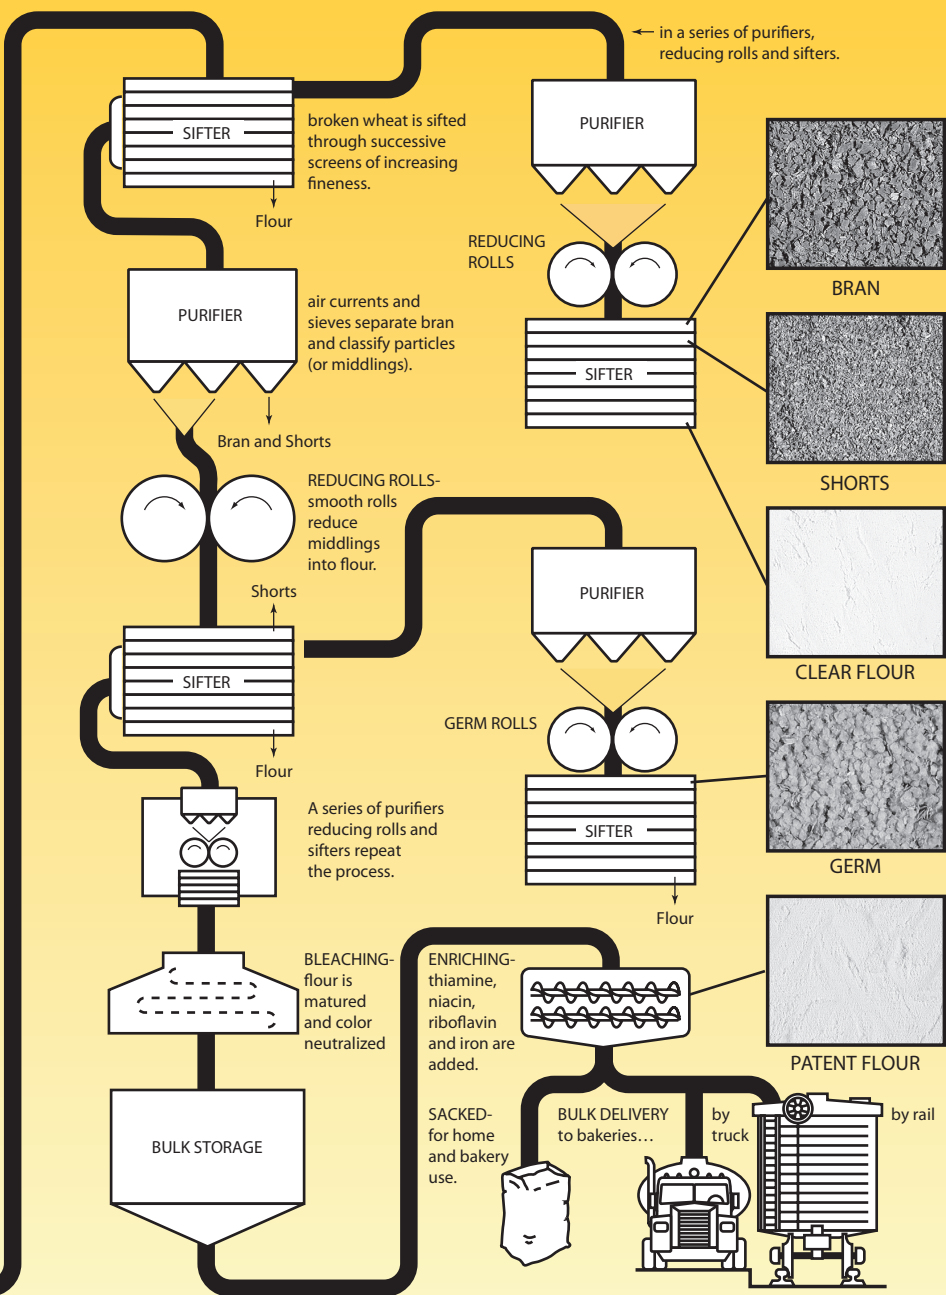 in a series of purifiers,
reducing rolls and sifters.
SIFTER
broken wheat is sifted
through successive
screens of increasing
fineness.
Flour
PURIFIER
REDUCING
ROLLS
SIFTER
BRAN
SHORTS
CLEAR FLOUR
PURIFIER
air currents and
sieves separate bran
and classify particles
(or middlings).
Bran and Shorts
REDUCING ROLLS-
smooth rolls
reduce
middlings
into flour.
Shorts
SIFTER
Flour
PURIFIER
GERM ROLLS
SIFTER
Flour
GERM
A series of purifiers
reducing rolls and
sifters repeat
the process.
BLEACHING-
flour is
matured
and color
neutralized
BULK STORAGE
ENRICHING-
thiamine,
niacin,
riboflavin
and iron are
added.
PATENT FLOUR
SACKED-
for home
and bakery
use.
BULK DELIVERY
to bakeries…
by
truck
by rail